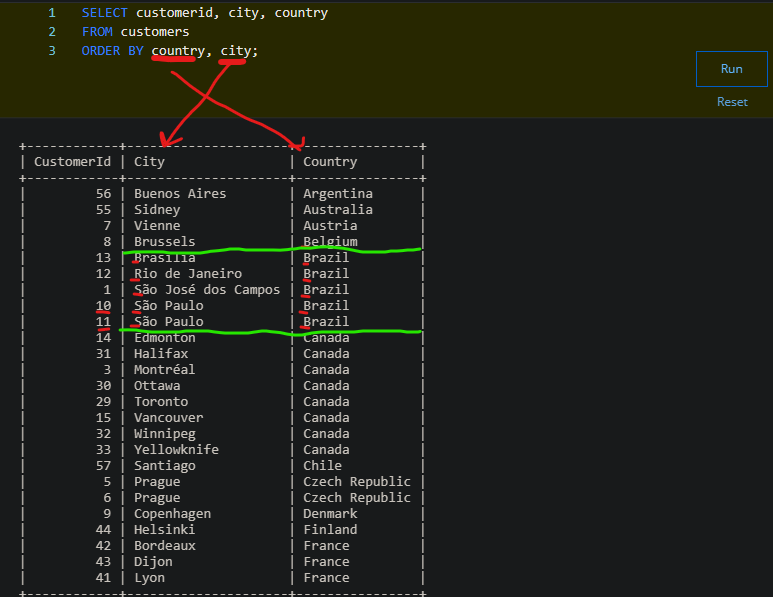 1 SELECT customerid, city, country
2 FROM customers
3 ORDER BY country, city;
Run
Reset
+------------+---------------------+----------------+
| CustomerId | City | Country |
+------------+---------------------+----------------+
| 56 | Buenos Aires | Argentina |
| 55 | Sidney | Australia |
| 7 | Vienne | Austria |
| 8 | Brussels | Belgium |
| 13 | Brasília | Brazil |
| 12 | Rio de Janeiro | Brazil |
| 1 | São José dos Campos | Brazil |
| 10 | São Paulo | Brazil |
| 11 | São Paulo | Brazil |
| 14 | Edmonton | Canada |
| 31 | Halifax | Canada |
| 3 | Montréal | Canada |
| 30 | Ottawa | Canada |
| 29 | Toronto | Canada |
| 15 | Vancouver | Canada |
| 32 | Winnipeg | Canada |
| 33 | Yellowknife | Canada |
| 57 | Santiago | Chile |
| 5 | Prague | Czech Republic |
| 6 | Prague | Czech Republic |
| 9 | Copenhagen | Denmark |
| 44 | Helsinki | Finland |
| 42 | Bordeaux | France |
| 43 | Dijon | France |
| 41 | Lyon | France |
+------------+---------------------+----------------+